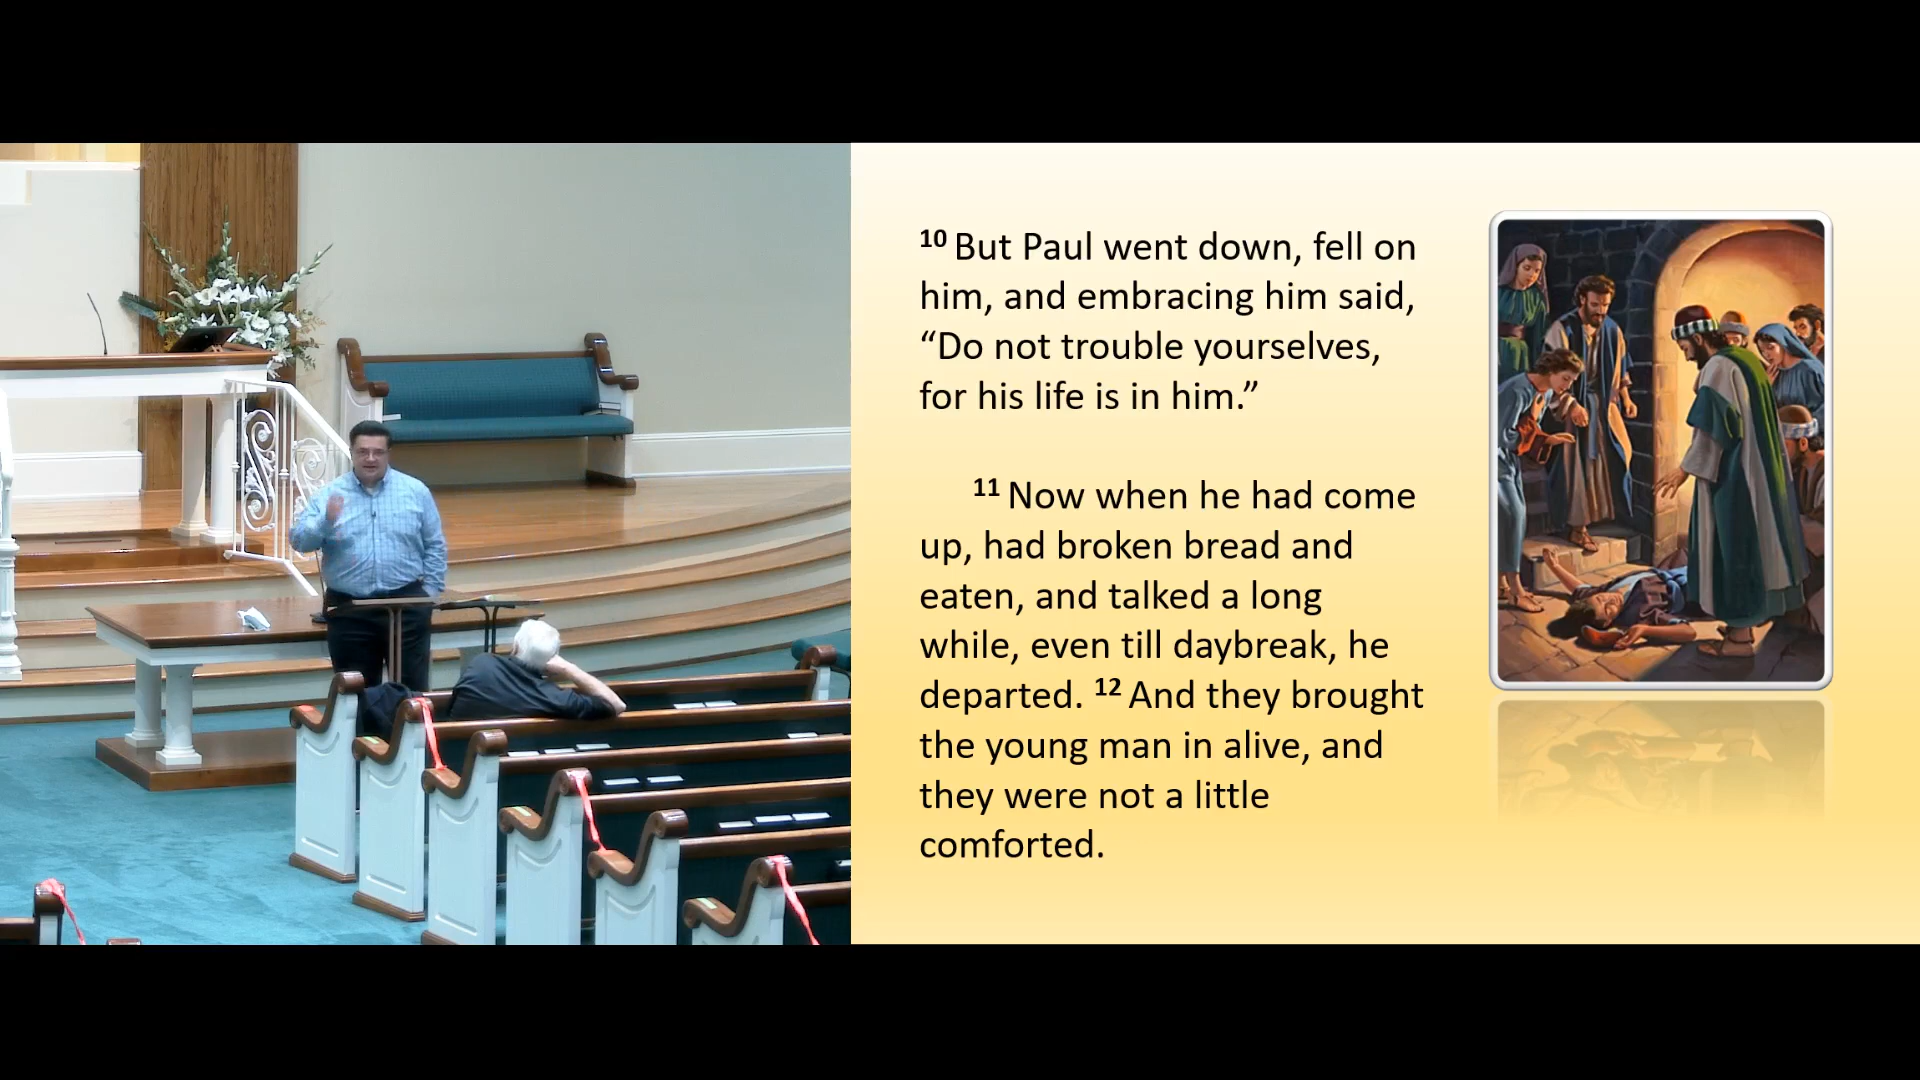 10 But Paul went down, fell on
him, and embracing him said,
“Do not trouble yourselves,
for his life is in him.”
11 Now when he had come
up, had broken bread and
eaten, and talked a long
while, even till daybreak, he
departed. 12 And they brought
the young man in alive, and
they were not a little
comforted.